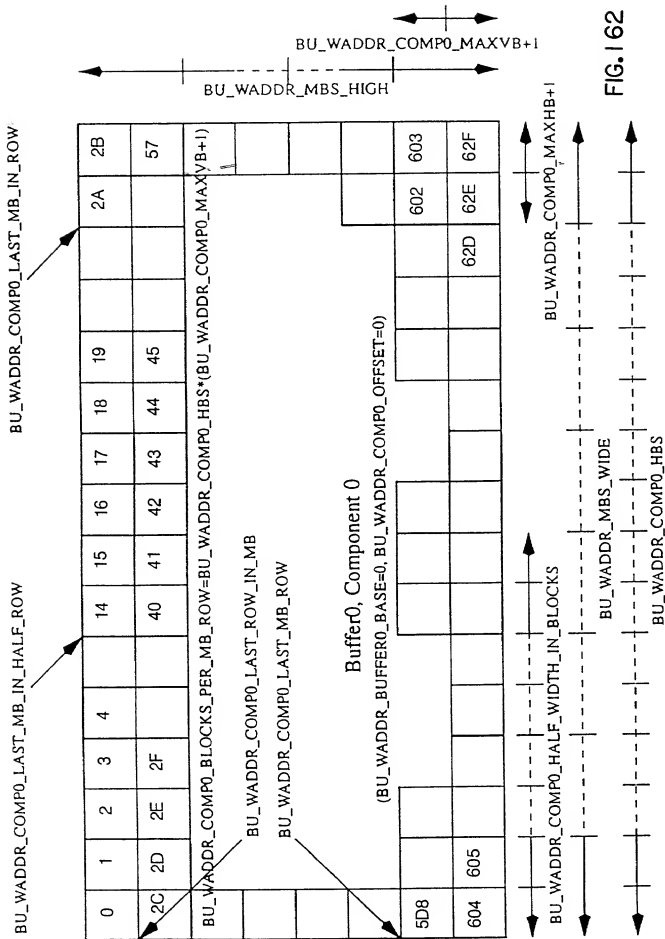 BU_WADDR_COMP0_LAST_MB_IN_HALF_ROW
BU_WADDR_COMP0_LAST_MB_IN_ROW
0 1 2 3 4 14 15 16 17 18 19 2A 2B
2C 2D 2E 2F 40 41 42 43 44 45 57
BU_WADDR_COMP0_BLOCKS_PER_MB_ROW=BU_WADDR_COMP0_HBS*(BU_WADDR_COMP0_MAXVB+1)
BU_WADDR_COMP0_LAST_ROW_IN_MB
BU_WADDR_COMP0_LAST_MB_ROW
Buffer0, Component 0
(BU_WADDR_BUFFER0_BASE=0, BU_WADDR_COMP0_OFFSET=0)
5D8 602 603
604 605 62D 62E 62F
BU_WADDR_MBS_HIGH
BU_WADDR_COMP0_MAXVB+1
BU_WADDR_COMP0_HALF_WIDTH_IN_BLOCKS
BU_WADDR_COMP0_MAXHB+1
BU_WADDR_MBS_WIDE
BU_WADDR_COMP0_HBS
FIG.162